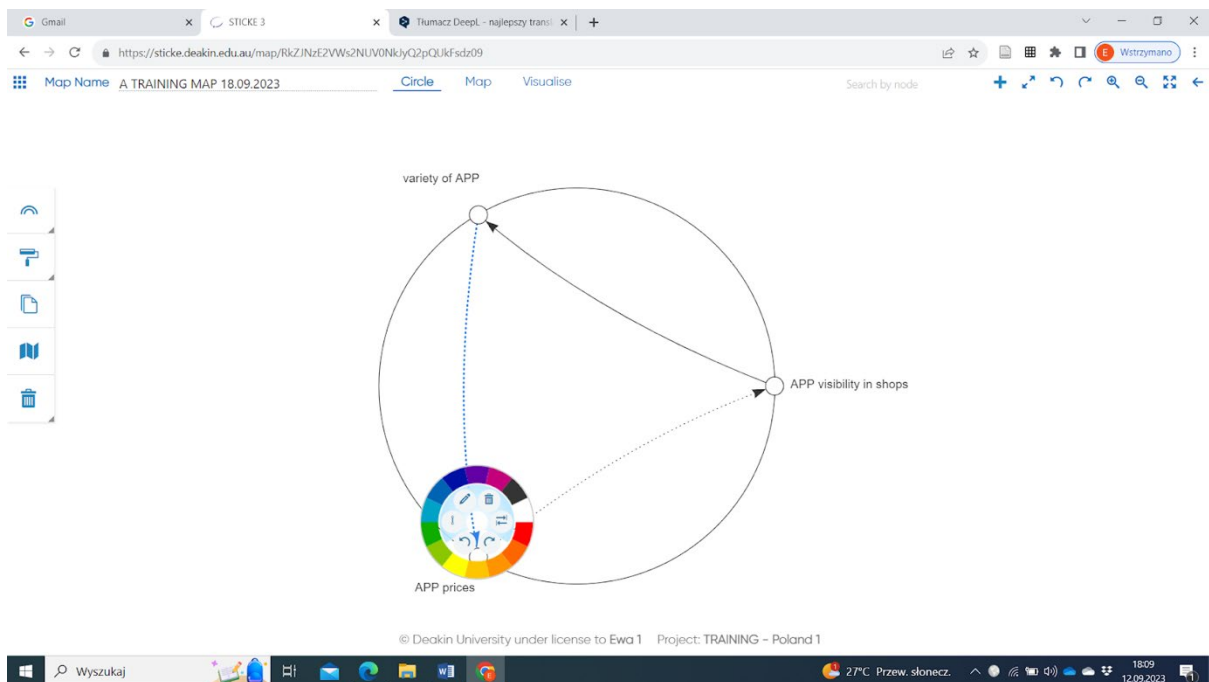 Gmail
STICKE 3
Tłumacz DeepL - najlepszy transl
https://sticke.deakin.edu.au/map/RkZJNzE2VWs2NUV0NkJyQ2pQUkFsdz09
E Wstrzymano
Map Name A TRAINING MAP 18.09.2023 Circle Map Visualise Search by node
variety of APP
APP visibility in shops
APP prices
© Deakin University under license to Ewa 1 Project: TRAINING - Poland 1
Wyszukaj 27°C Przew. słonecz. 18:09
12.09.2023